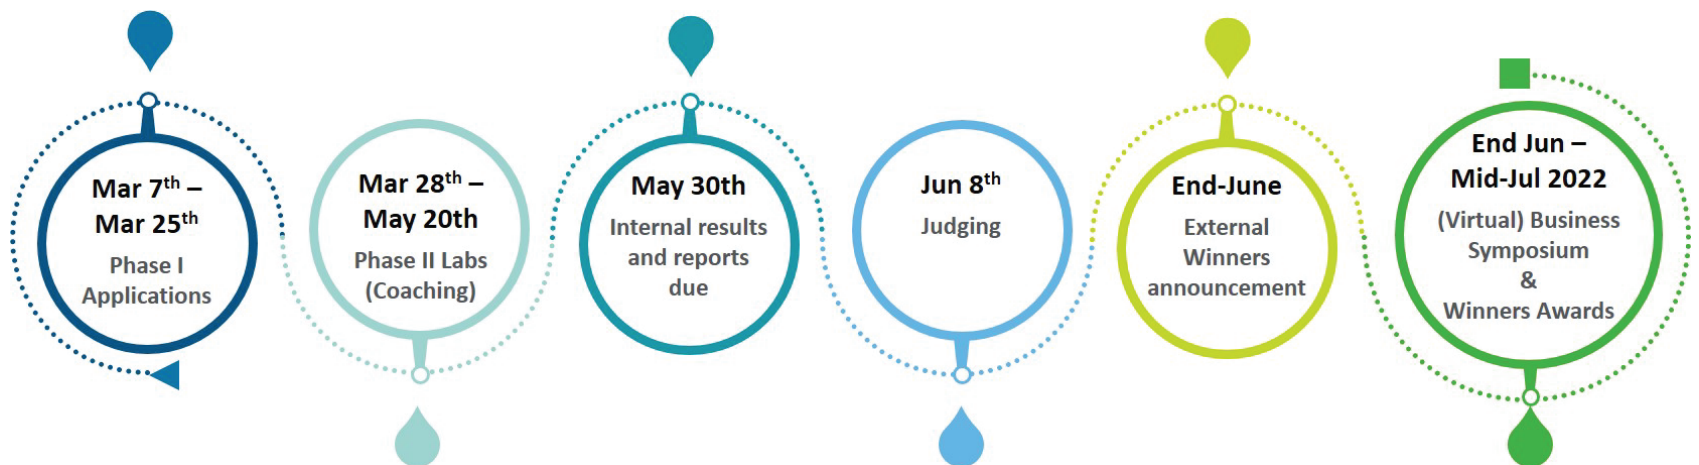 Mar 7th –
Mar 25th
Phase I
Applications
Mar 28th –
May 20th
Phase II Labs
(Coaching)
May 30th
Internal results
and reports
due
Jun 8th
Judging
End-June
External
Winners
announcement
End Jun –
Mid-Jul 2022
(Virtual) Business
Symposium
&
Winners Awards